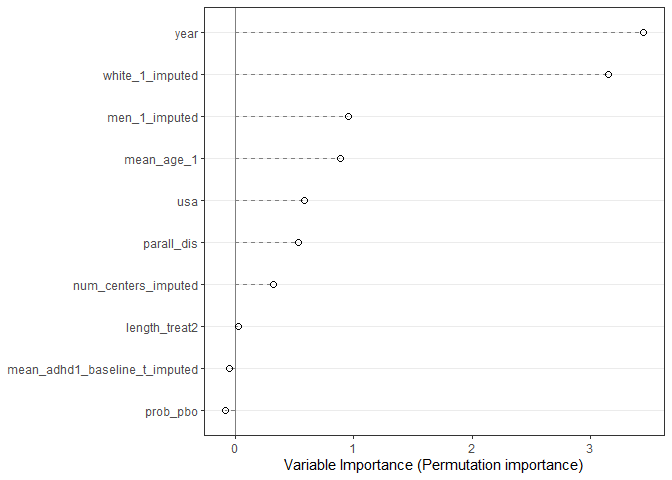 year
white_1_imputed
men_1_imputed
mean_age_1
usa
parall_dis
num_centers_imputed
length_treat2
mean_adhd1_baseline_t_imputed
prob_pbo
0 1 2 3
Variable Importance (Permutation importance)